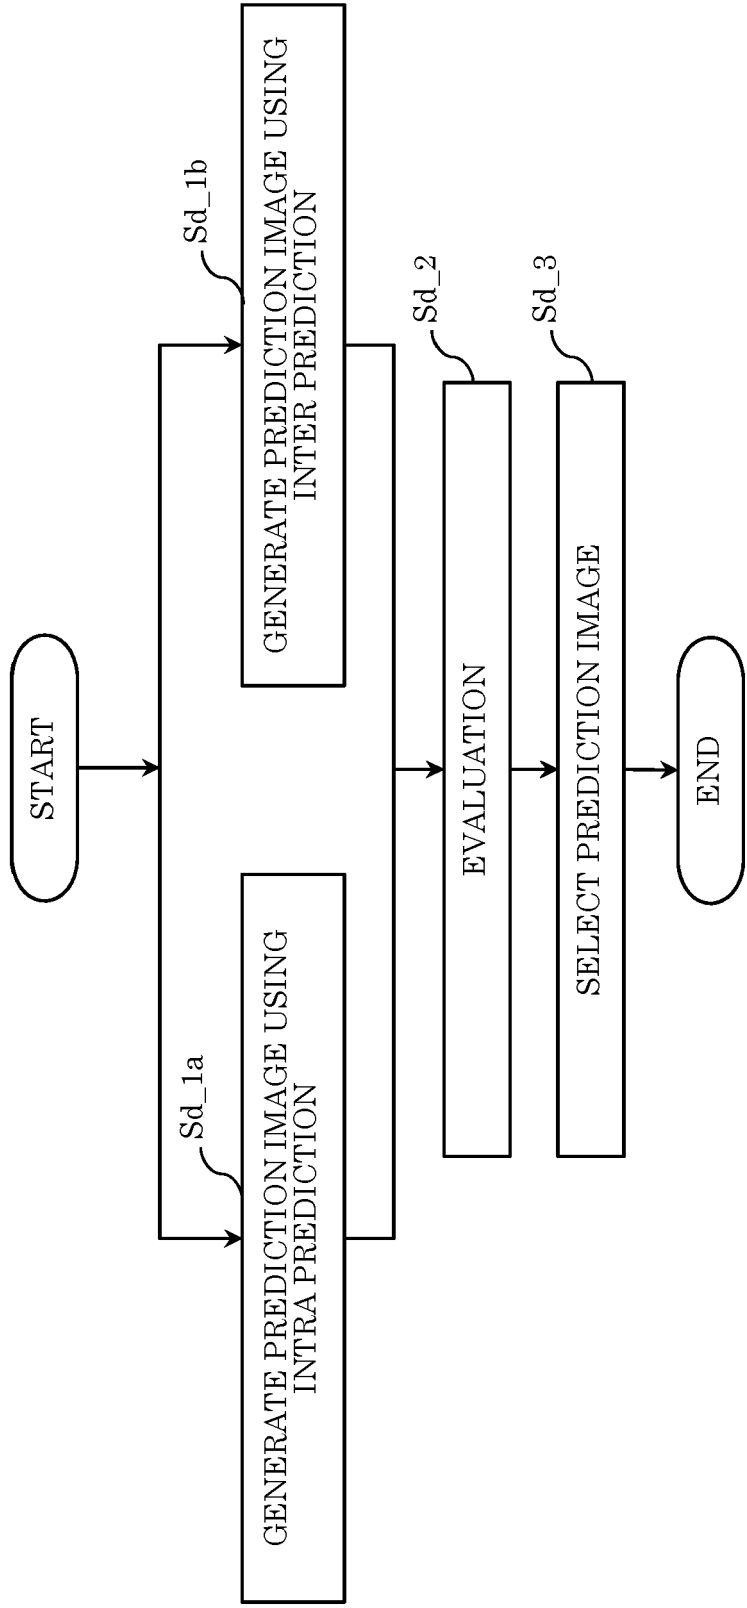 START
Sd_1a
GENERATE PREDICTION IMAGE USING
INTRA PREDICTION
Sd_1b
GENERATE PREDICTION IMAGE USING
INTER PREDICTION
Sd_2
EVALUATION
Sd_3
SELECT PREDICTION IMAGE
END